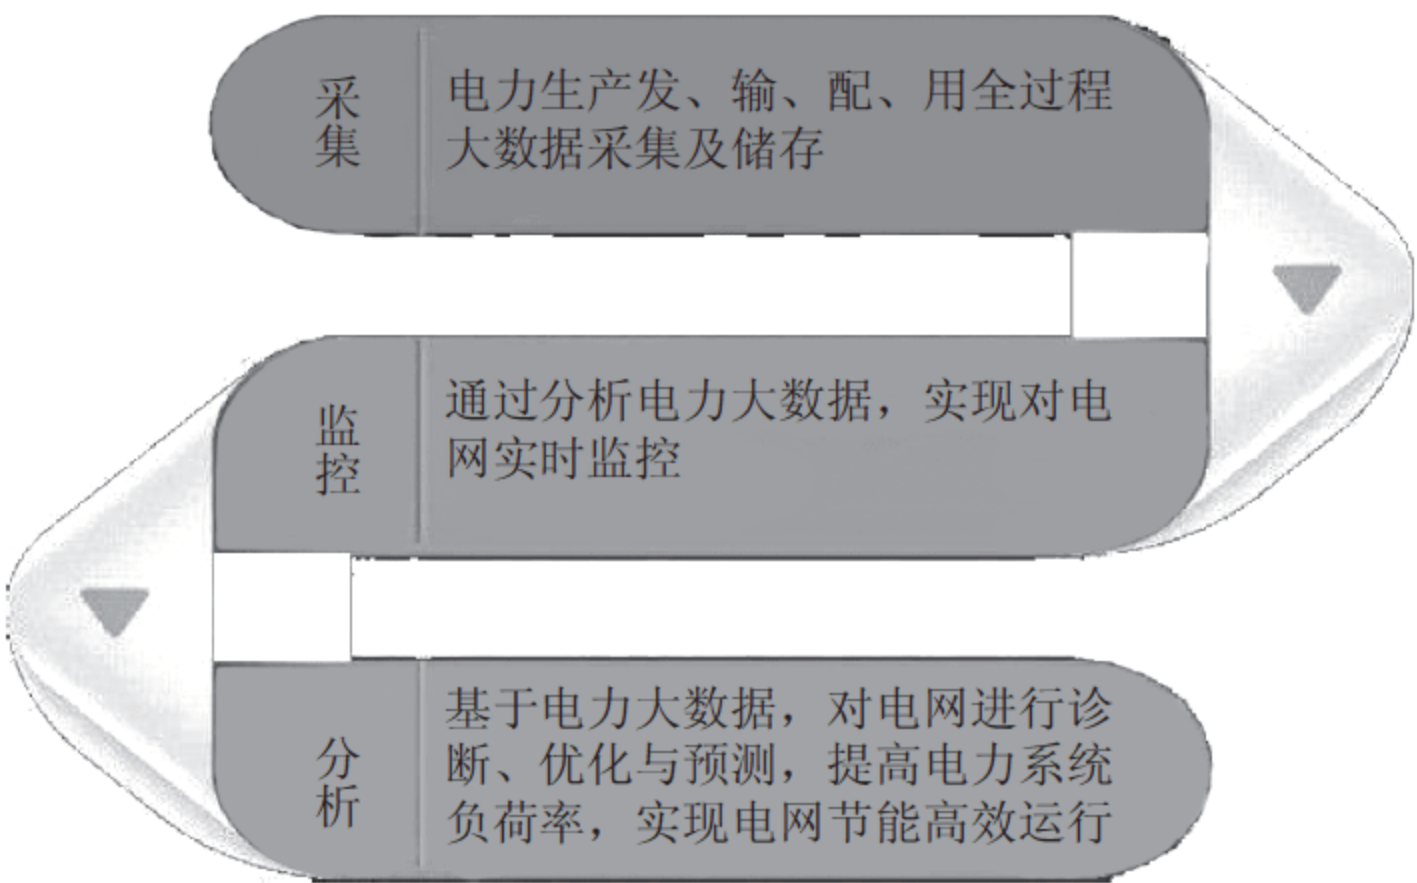 采集
电力生产发、输、配、用全过程
大数据采集及储存
监控
通过分析电力大数据，实现对电
网实时监控
分析
基于电力大数据，对电网进行诊
断、优化与预测，提高电力系统
负荷率，实现电网节能高效运行